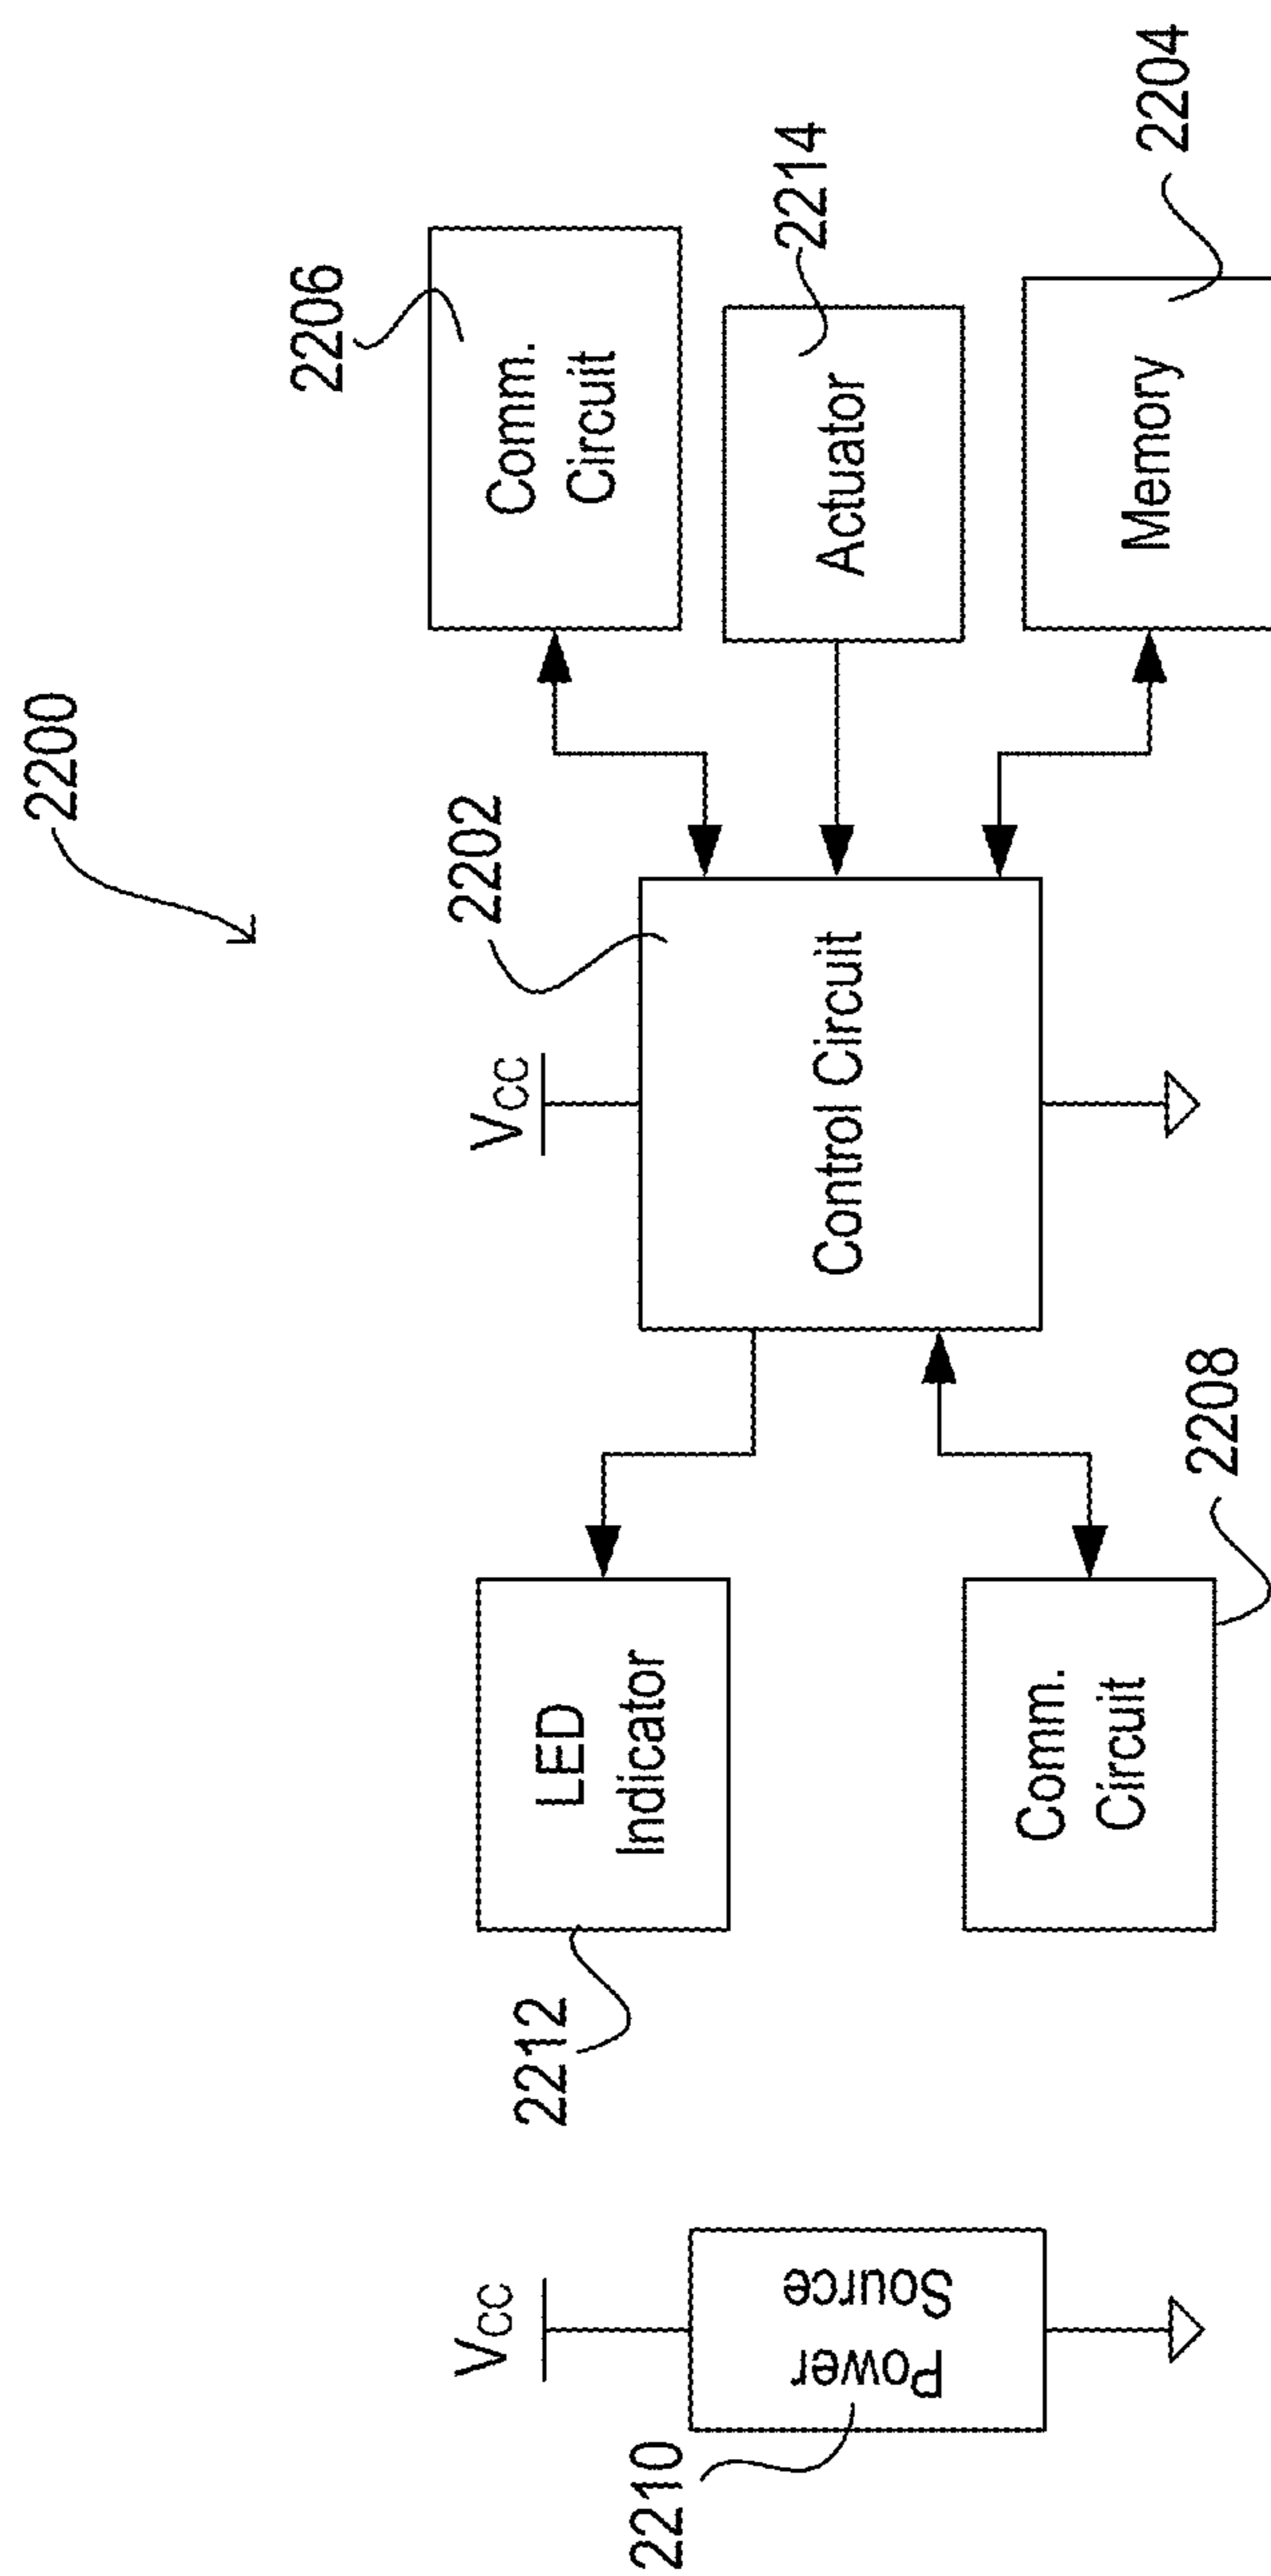 2200
2206
Comm.
Circuit
2214
Actuator
2204
Memory
2202
VCC
Control Circuit
2212
LED
Indicator
2208
Comm.
Circuit
2210
VCC
Power
Source